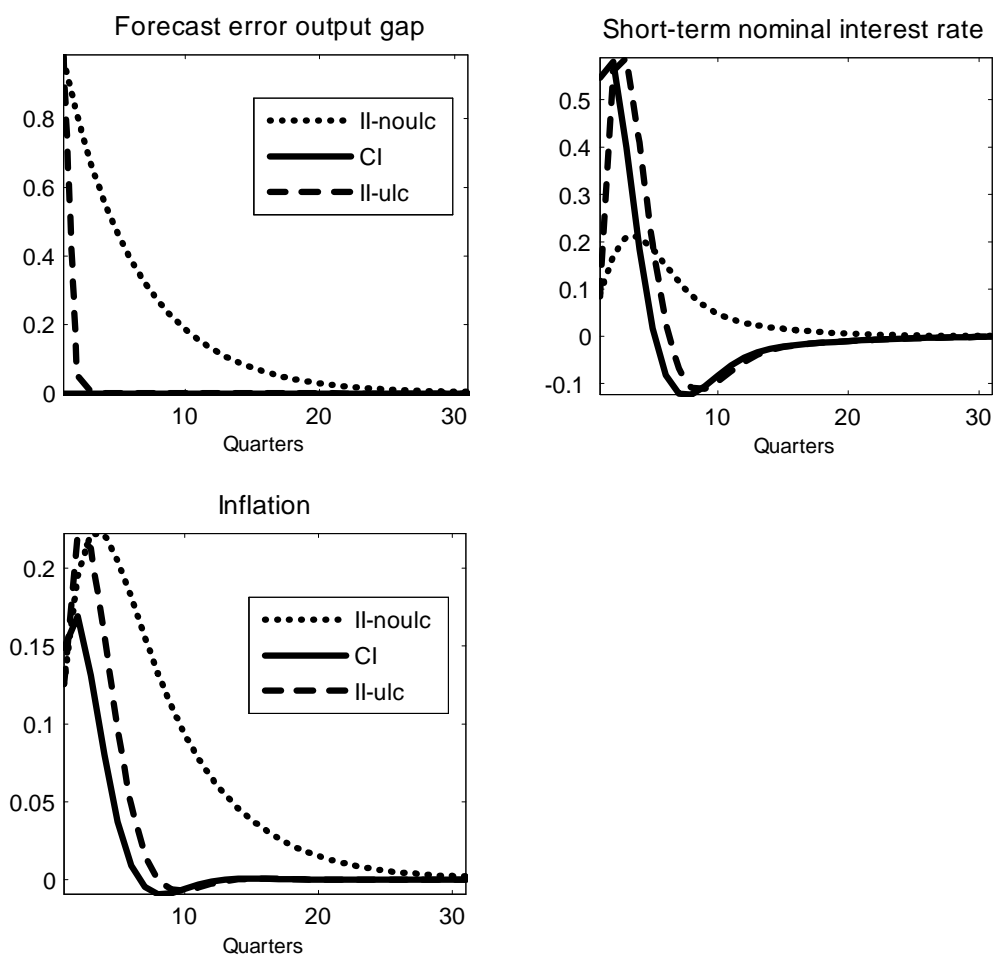 Forecast error output gap
0.8
0.6
0.4
0.2
0
10
20
30
Quarters
II-noulc
CI
II-ulc
Short-term nominal interest rate
0.5
0.4
0.3
0.2
0.1
0
-0.1
10
20
30
Quarters
Inflation
0.2
0.15
0.1
0.05
0
10
20
30
Quarters
II-noulc
CI
II-ulc